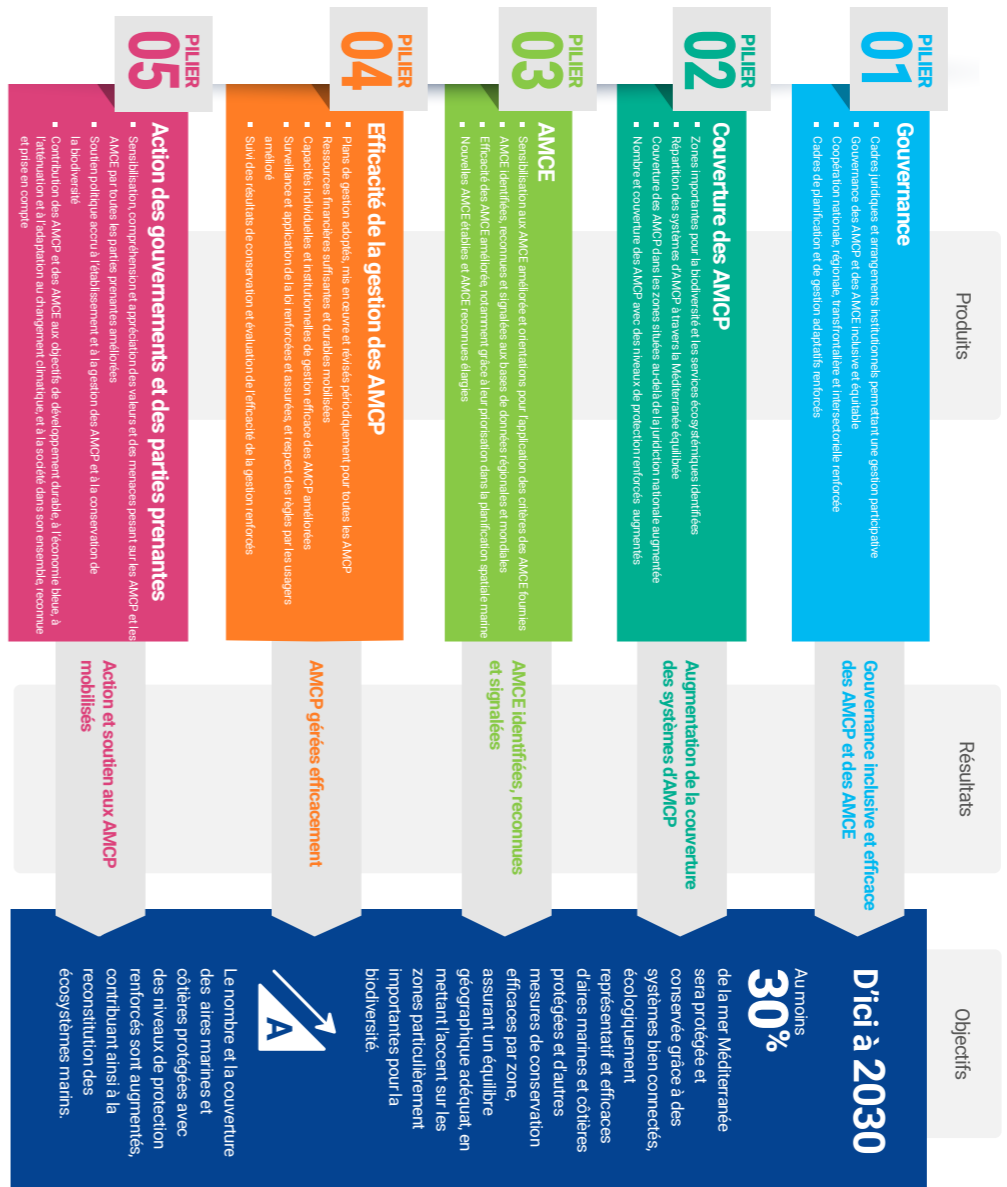 Produits
Résultats
Objectifs
PILIER
01
Gouvernance
▪ Cadres juridiques et arrangements institutionnels permettant une gestion participative
▪ Gouvernance des AMCP et des AMCE inclusive et équitable
▪ Coopération nationale, régionale, transfrontalière et intersectorielle renforcée
▪ Cadres de planification et de gestion adaptatifs renforcés
Gouvernance inclusive et efficace
des AMCP et des AMCE
PILIER
02
Couverture des AMCP
▪ Zones importantes pour la biodiversité et les services écosystémiques identifiées
▪ Répartition des systèmes d'AMCP à travers la Méditerranée équilibrée
▪ Couverture des AMCP dans les zones situées au-delà de la juridiction nationale augmentée
▪ Nombre et couverture des AMCP avec des niveaux de protection renforcés augmentés
Augmentation de la couverture
des systèmes d'AMCP
PILIER
03
AMCE
▪ Sensibilisation aux AMCE améliorée et orientations pour l'application des critères des AMCE fournies
▪ AMCE identifiées, reconnues et signalées aux bases de données régionales et mondiales
▪ Efficacité des AMCE améliorée, notamment grâce à leur priorisation dans la planification spatiale marine
▪ Nouvelles AMCE établies et AMCE reconnues élargies
AMCE identifiées, reconnues
et signalées
PILIER
04
Efficacité de la gestion des AMCP
▪ Plans de gestion adoptés, mis en œuvre et révisés périodiquement pour toutes les AMCP
▪ Ressources financières suffisantes et durables mobilisées
▪ Capacités individuelles et institutionnelles de gestion efficace des AMCP améliorées
▪ Surveillance et application de la loi renforcées et assurées, et respect des règles par les usagers
amélioré
▪ Suivi des résultats de conservation et évaluation de l'efficacité de la gestion renforcés
AMCP gérées efficacement
PILIER
05
Action des gouvernements et des parties prenantes
▪ Sensibilisation, compréhension et appréciation des valeurs et des menaces pesant sur les AMCP et les
AMCE par toutes les parties prenantes améliorées
▪ Soutien politique accru à l'établissement et à la gestion des AMCP et à la conservation de
la biodiversité
▪ Contribution des AMCP et des AMCE aux objectifs de développement durable, à l'économie bleue, à
l'atténuation et à l'adaptation au changement climatique, et à la société dans son ensemble, reconnue
et prise en compte
Action et soutien aux AMCP
mobilisés
D'ici à 2030
Au moins
30%
de la mer Méditerranée
sera protégée et
conservée grâce à des
systèmes bien connectés,
écologiquement
représentatif et efficaces
d'aires marines et côtières
protégées et d'autres
mesures de conservation
efficaces par zone,
assurant un équilibre
géographique adéquat, en
mettant l'accent sur les
zones particulièrement
importantes pour la
biodiversité.
A
Le nombre et la couverture
des aires marines et
côtières protégées avec
des niveaux de protection
renforcés sont augmentés,
contribuant ainsi à la
reconstitution des
écosystèmes marins.